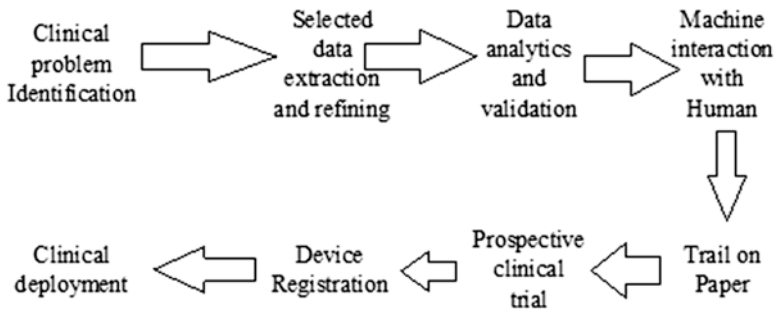 Clinical
problem
Identification
Selected
data
extraction
and refining
Data
analytics
and
validation
Machine
interaction
with
Human
Trail on
Paper
Prospective
clinical
trial
Device
Registration
Clinical
deployment